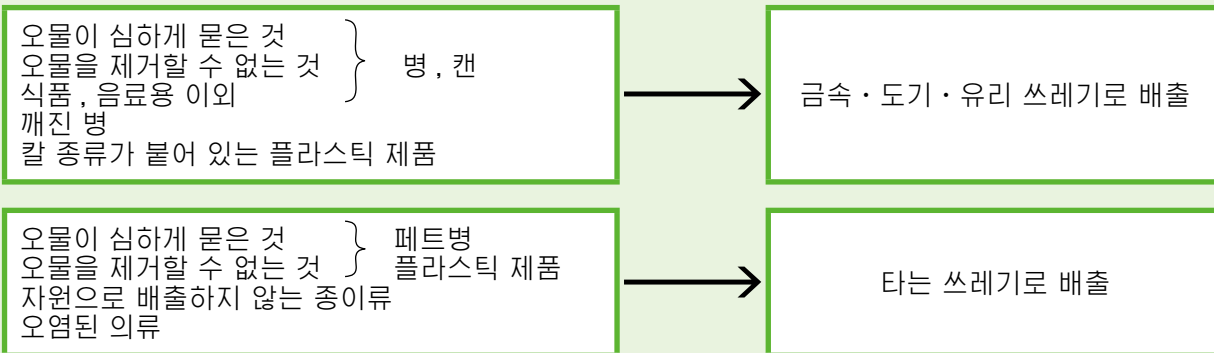 오물이 심하게 묻은 것
오물을 제거할 수 없는 것
식품 , 음료용 이외
병 , 캔
깨진 병
칼 종류가 붙어 있는 플라스틱 제품
금속・도기・유리 쓰레기로 배출
오물이 심하게 묻은 것
오물을 제거할 수 없는 것
페트병
플라스틱 제품
자원으로 배출하지 않는 종이류
오염된 의류
타는 쓰레기로 배출